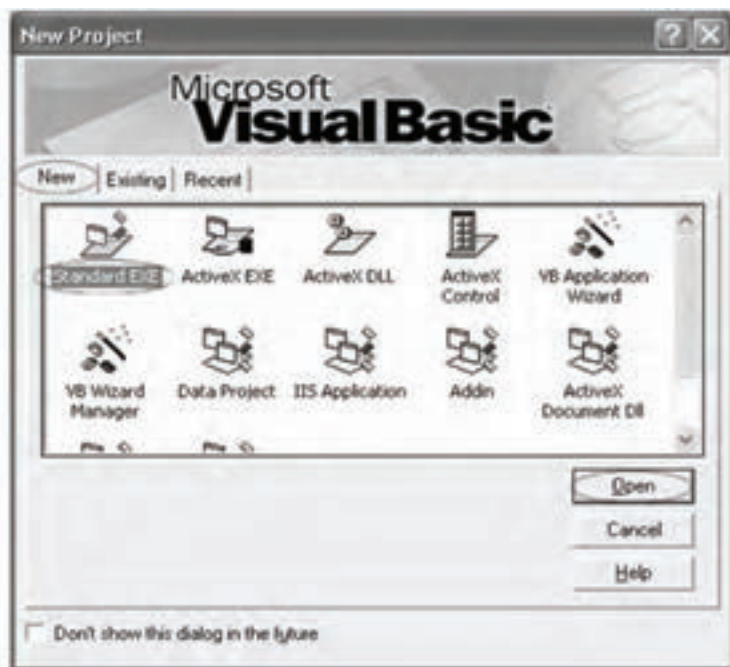 New Project
Microsoft
Visual Basic
New Existing Recent
Standard EXE ActiveX EXE ActiveX DLL ActiveX Control VB Application Wizard
VB Wizard Manager Data Project IIS Application Addin ActiveX Document Dll
Open
Cancel
Help
Don't show this dialog in the future